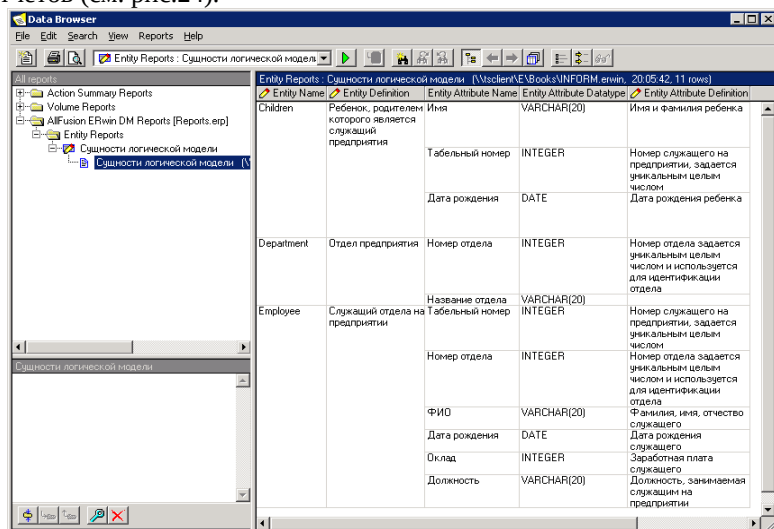 четов (см. рис.24).
Data Browser
File Edit Search View Reports Help
Entity Reports : Сущности логической модел
All reports
Action Summary Reports
Volume Reports
AllFusion ERwin DM Reports [Reports.erp]
Entity Reports
Сущности логической модели
Сущности логической модели (\
Сущности логической модели
Entity Reports : Сущности логической модели (\\tsclient\E\Books\INFORM.erwin, 20:05:42, 11 rows)
Entity Name Entity Definition Entity Attribute Name Entity Attribute Datatype Entity Attribute Definition
Children Ребенок, родителем Имя VARCHAR(20) Имя и фамилия ребенка
которого является
служащий
предприятия
Табельный номер INTEGER Номер служащего на
предприятии, задается
уникальным целым
числом
Дата рождения DATE Дата рождения ребенка
Department Отдел предприятия Номер отдела INTEGER Номер отдела задается
уникальным целым
числом и используется
для идентификации
отдела
Название отдела VARCHAR(20)
Employee Служащий отдела на Табельный номер INTEGER Номер служащего на
предприятии предприятии, задается
уникальным целым
числом
Номер отдела INTEGER Номер отдела задается
уникальным целым
числом и используется
для идентификации
отдела
ФИО VARCHAR(20) Фамилия, имя, отчество
служащего
Дата рождения DATE Дата рождения
служащего
Оклад INTEGER Заработная плата
служащего
Должность VARCHAR(20) Должность, занимаемая
служащим на
предприятии